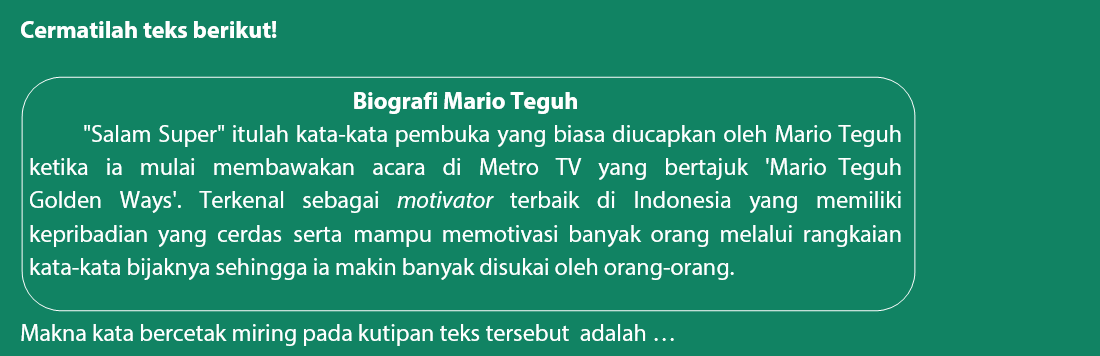 Cermatilah teks berikut!
Biografi Mario Teguh
"Salam Super" itulah kata-kata pembuka yang biasa diucapkan oleh Mario Teguh
ketika ia mulai membawakan acara di Metro TV yang bertajuk 'Mario Teguh
Golden Ways'. Terkenal sebagai motivator terbaik di Indonesia yang memiliki
kepribadian yang cerdas serta mampu memotivasi banyak orang melalui rangkaian
kata-kata bijaknya sehingga ia makin banyak disukai oleh orang-orang.
Makna kata bercetak miring pada kutipan teks tersebut adalah …